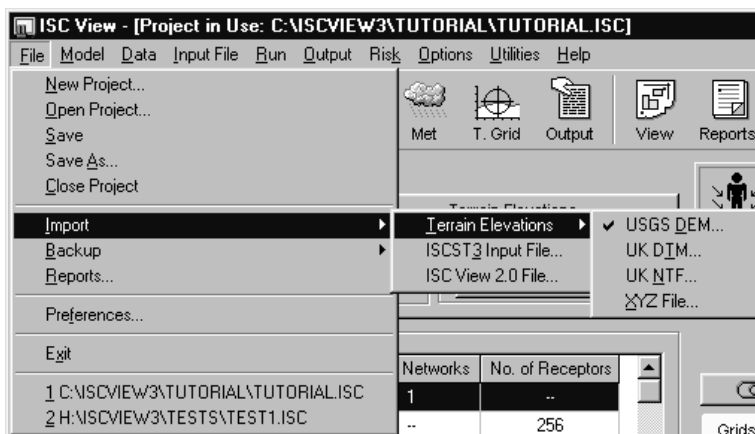 ISC View - [Project in Use: C:\ISCVIEW3\TUTORIAL\TUTORIAL.ISC]
File Model Data Input File Run Output Risk Options Utilities Help
New Project...
Open Project...
Save
Save As...
Close Project
Import
Backup
Reports...
Preferences...
Exit
1 C:\ISCVIEW3\TUTORIAL\TUTORIAL.ISC
2 H:\ISCVIEW3\TESTS\TEST1.ISC
Met T. Grid Output View Reports
Terrain Elevations
Terrain Elevations
ISCST3 Input File...
ISC View 2.0 File...
USGS DEM...
UK DTM...
UK NTF...
XYZ File...
Networks No. of Receptors
1 --
-- 256
Grids